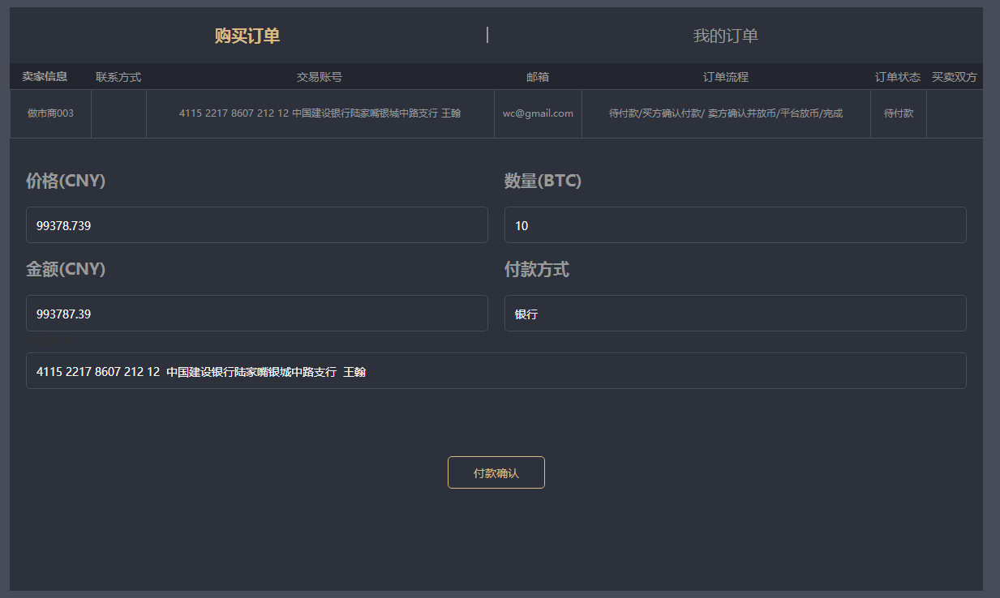 购买订单 | 我的订单
卖家信息 联系方式 交易账号 邮箱 订单流程 订单状态 买卖双方
做市商003 4115 2217 8607 212 12 中国建设银行陆家嘴银城中路支行 王翰 wc@gmail.com 待付款/买方确认付款/ 卖方确认并放币/平台放币/完成 待付款
价格(CNY) 数量(BTC)
99378.739 10
金额(CNY) 付款方式
993787.39 银行
4115 2217 8607 212 12 中国建设银行陆家嘴银城中路支行 王翰
付款确认